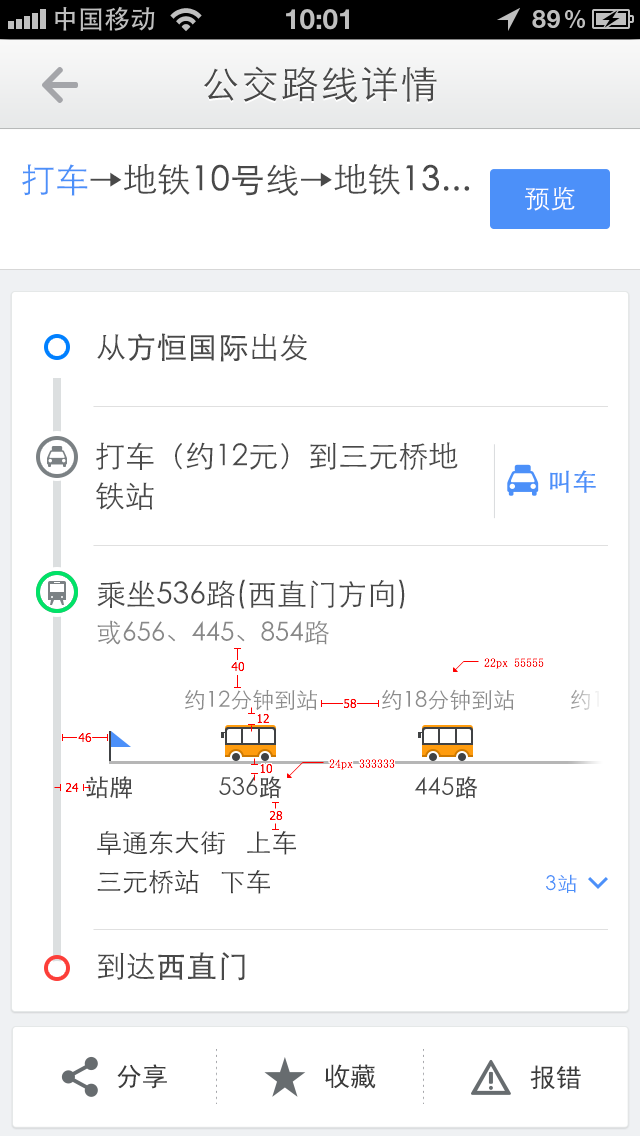 中国移动 10:01 89%
公交路线详情
打车→地铁10号线→地铁13...
预览
从方恒国际出发
打车（约12元）到三元桥地
铁站
叫车
乘坐536路(西直门方向)
或656、445、854路
40
22px 55555
约12分钟到站 58 约18分钟到站 约1
12
46
10
24px-333333
24 站牌 536路 445路
28
阜通东大街 上车
三元桥站 下车
3站
到达西直门
分享 收藏 报错